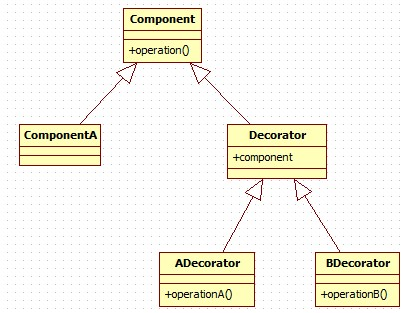 Component
+operation()
ComponentA
Decorator
+component
ADecorator
BDecorator
+operationA()
+operationB()